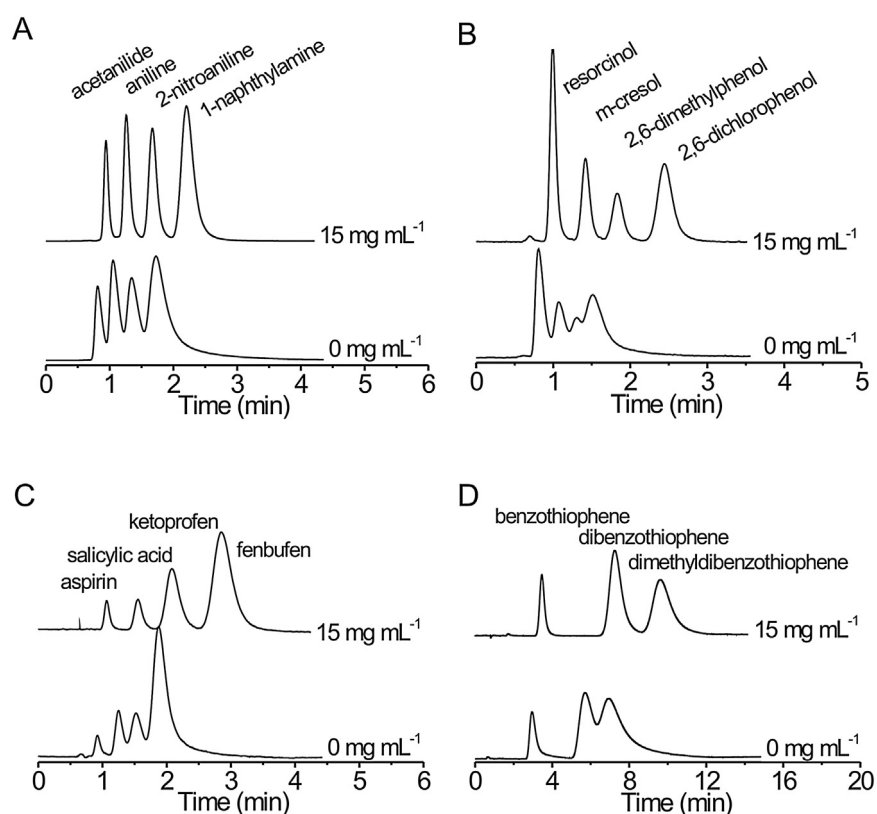 A
acetanilide
aniline
2-nitroaniline
1-naphthylamine
15 mg mL⁻¹
0 mg mL⁻¹
0 1 2 3 4 5 6
Time (min)
B
resorcinol
m-cresol
2,6-dimethylphenol
2,6-dichlorophenol
15 mg mL⁻¹
0 mg mL⁻¹
0 1 2 3 4 5
Time (min)
C
ketoprofen
salicylic acid
fenbufen
aspirin
15 mg mL⁻¹
0 mg mL⁻¹
0 1 2 3 4 5 6
Time (min)
D
benzothiophene
dibenzothiophene
dimethyldibenzothiophene
15 mg mL⁻¹
0 mg mL⁻¹
0 4 8 12 16 20
Time (min)